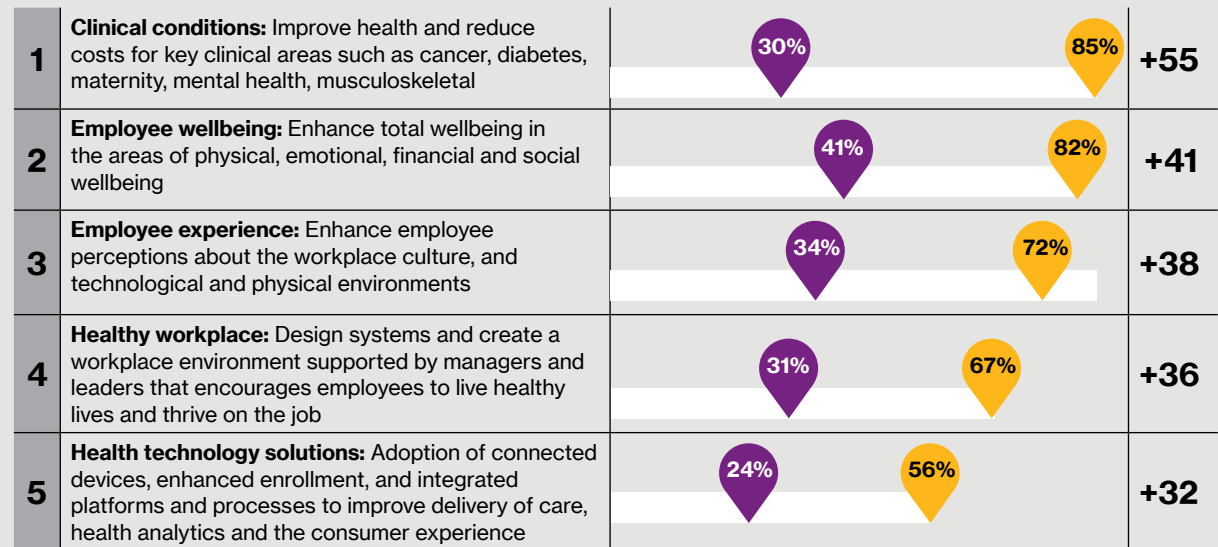 1
Clinical conditions: Improve health and reduce
costs for key clinical areas such as cancer, diabetes,
maternity, mental health, musculoskeletal
30%
85%
+55
2
Employee wellbeing: Enhance total wellbeing in
the areas of physical, emotional, financial and social
wellbeing
41%
82%
+41
3
Employee experience: Enhance employee
perceptions about the workplace culture, and
technological and physical environments
34%
72%
+38
4
Healthy workplace: Design systems and create a
workplace environment supported by managers and
leaders that encourages employees to live healthy
lives and thrive on the job
31%
67%
+36
5
Health technology solutions: Adoption of connected
devices, enhanced enrollment, and integrated
platforms and processes to improve delivery of care,
health analytics and the consumer experience
24%
56%
+32